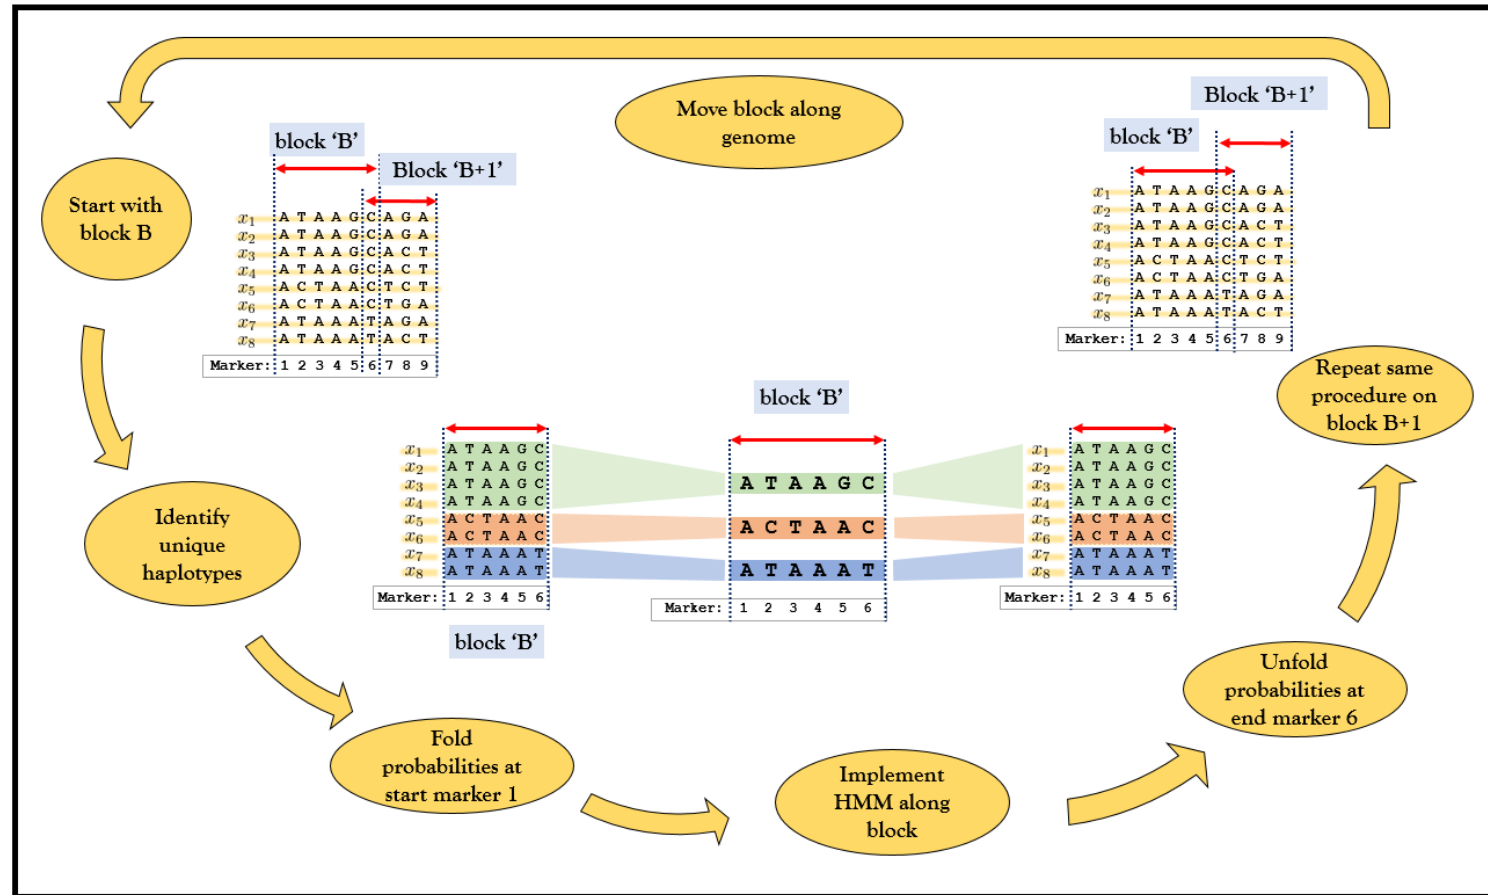 Move block along
genome
Start with
block B
block ‘B’
Block ‘B+1’
x1 A T A A G C A G A
x2 A T A A G C A G A
x3 A T A A G C A C T
x4 A T A A G C A C T
x5 A C T A A C T C T
x6 A C T A A C T G A
x7 A T A A A T A G A
x8 A T A A A T A C T
Marker: 1 2 3 4 5 6 7 8 9
Block ‘B+1’
block ‘B’
x1 A T A A G C A G A
x2 A T A A G C A G A
x3 A T A A G C A C T
x4 A T A A G C A C T
x5 A C T A A C T C T
x6 A C T A A C T G A
x7 A T A A A T A G A
x8 A T A A A T A C T
Marker: 1 2 3 4 5 6 7 8 9
Identify
unique
haplotypes
x1 A T A A G C
x2 A T A A G C
x3 A T A A G C
x4 A T A A G C
x5 A C T A A C
x6 A C T A A C
x7 A T A A A T
x8 A T A A A T
Marker: 1 2 3 4 5 6
block ‘B’
block ‘B’
A T A A G C
A C T A A C
A T A A A T
Marker: 1 2 3 4 5 6
x1 A T A A G C
x2 A T A A G C
x3 A T A A G C
x4 A T A A G C
x5 A C T A A C
x6 A C T A A C
x7 A T A A A T
x8 A T A A A T
Marker: 1 2 3 4 5 6
Fold
probabilities at
start marker 1
Implement
HMM along
block
Unfold
probabilities at
end marker 6
Repeat same
procedure on
block B+1